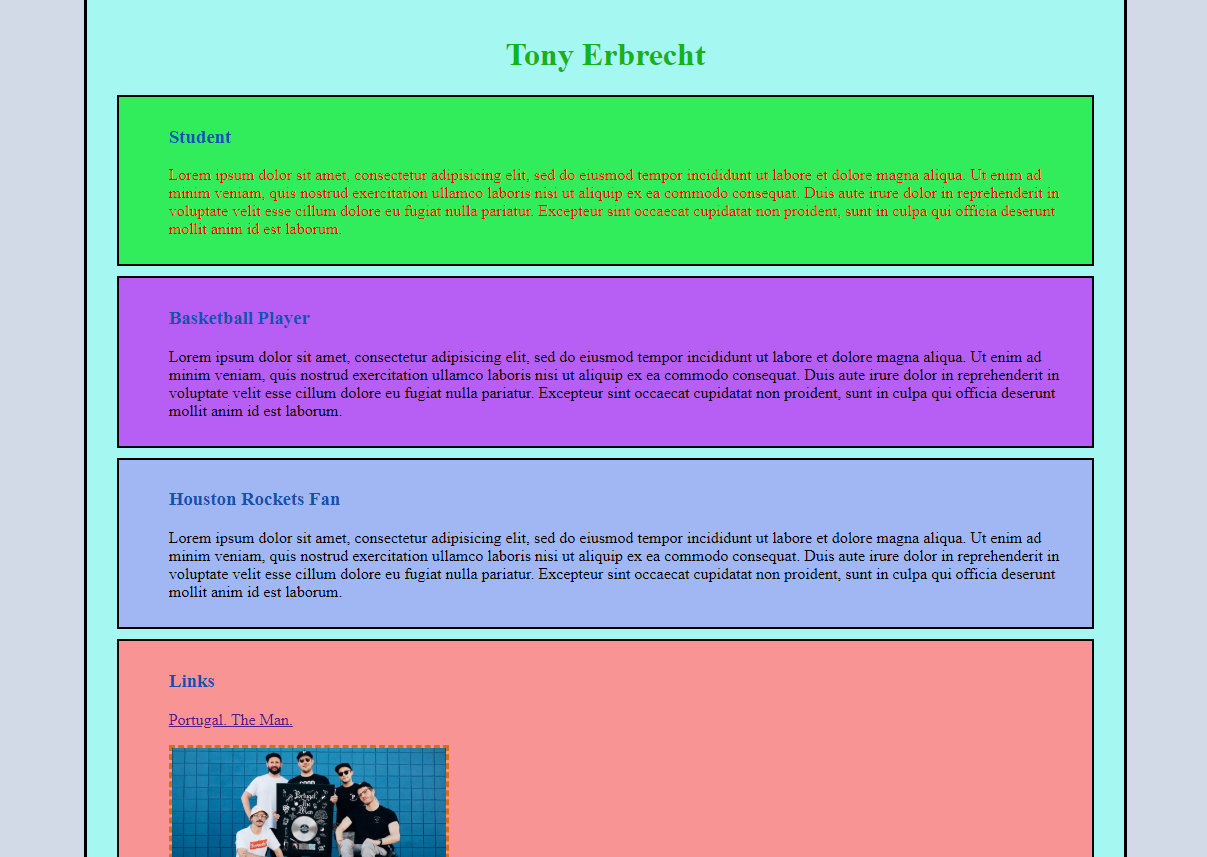 Tony Erbrecht
Student
Lorem ipsum dolor sit amet, consectetur adipisicing elit, sed do eiusmod tempor incididunt ut labore et dolore magna aliqua. Ut enim ad
minim veniam, quis nostrud exercitation ullamco laboris nisi ut aliquip ex ea commodo consequat. Duis aute irure dolor in reprehenderit in
voluptate velit esse cillum dolore eu fugiat nulla pariatur. Excepteur sint occaecat cupidatat non proident, sunt in culpa qui officia deserunt
mollit anim id est laborum.
Basketball Player
Lorem ipsum dolor sit amet, consectetur adipisicing elit, sed do eiusmod tempor incididunt ut labore et dolore magna aliqua. Ut enim ad
minim veniam, quis nostrud exercitation ullamco laboris nisi ut aliquip ex ea commodo consequat. Duis aute irure dolor in reprehenderit in
voluptate velit esse cillum dolore eu fugiat nulla pariatur. Excepteur sint occaecat cupidatat non proident, sunt in culpa qui officia deserunt
mollit anim id est laborum.
Houston Rockets Fan
Lorem ipsum dolor sit amet, consectetur adipisicing elit, sed do eiusmod tempor incididunt ut labore et dolore magna aliqua. Ut enim ad
minim veniam, quis nostrud exercitation ullamco laboris nisi ut aliquip ex ea commodo consequat. Duis aute irure dolor in reprehenderit in
voluptate velit esse cillum dolore eu fugiat nulla pariatur. Excepteur sint occaecat cupidatat non proident, sunt in culpa qui officia deserunt
mollit anim id est laborum.
Links
Portugal. The Man.
Portugal.
The
Man